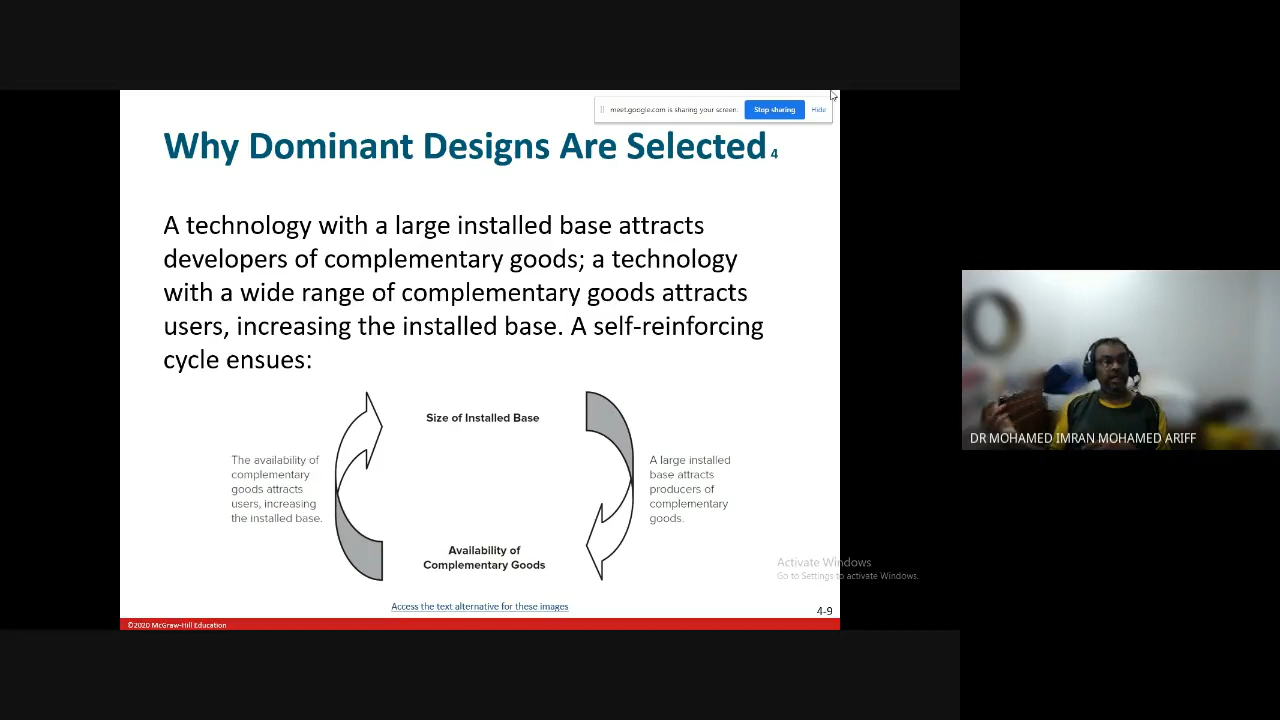 meet.google.com is sharing your screen.
Stop sharing
Hide
Why Dominant Designs Are Selected 4
A technology with a large installed base attracts
developers of complementary goods; a technology
with a wide range of complementary goods attracts
users, increasing the installed base. A self-reinforcing
cycle ensues:
Size of Installed Base
The availability of
complementary
goods attracts
users, increasing
the installed base.
A large installed
base attracts
producers of
complementary
goods.
Availability of
Complementary Goods
Access the text alternative for these images
4-9
©2020 McGraw-Hill Education
Activate Windows
Go to Settings to activate Windows.
DR MOHAMED IMRAN MOHAMED ARIFF